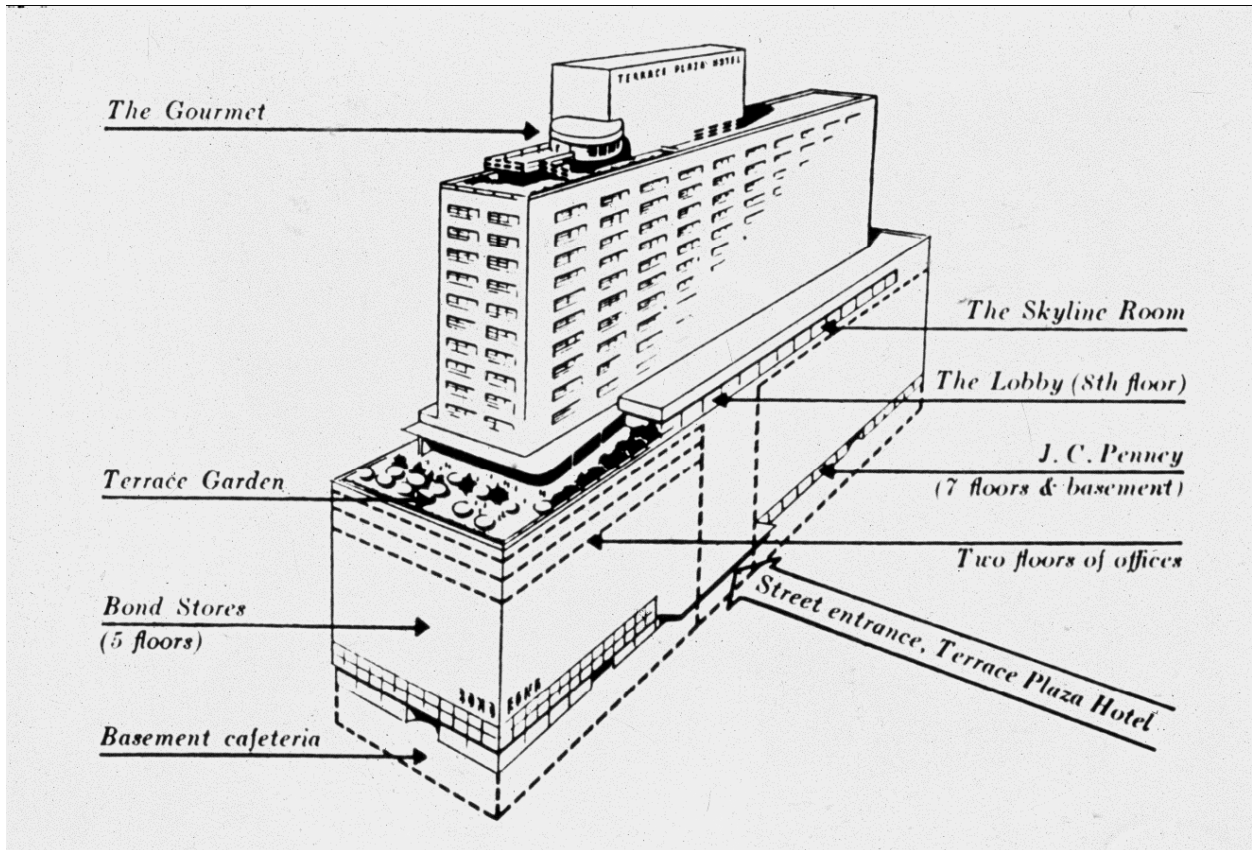 TERRACE PLAZA HOTEL
The Gourmet
The Skyline Room
The Lobby (8th floor)
J. C. Penney
(7 floors & basement)
Terrace Garden
Two floors of offices
Street entrance, Terrace Plaza Hotel
Bond Stores
(5 floors)
BOND BOND
Basement cafeteria